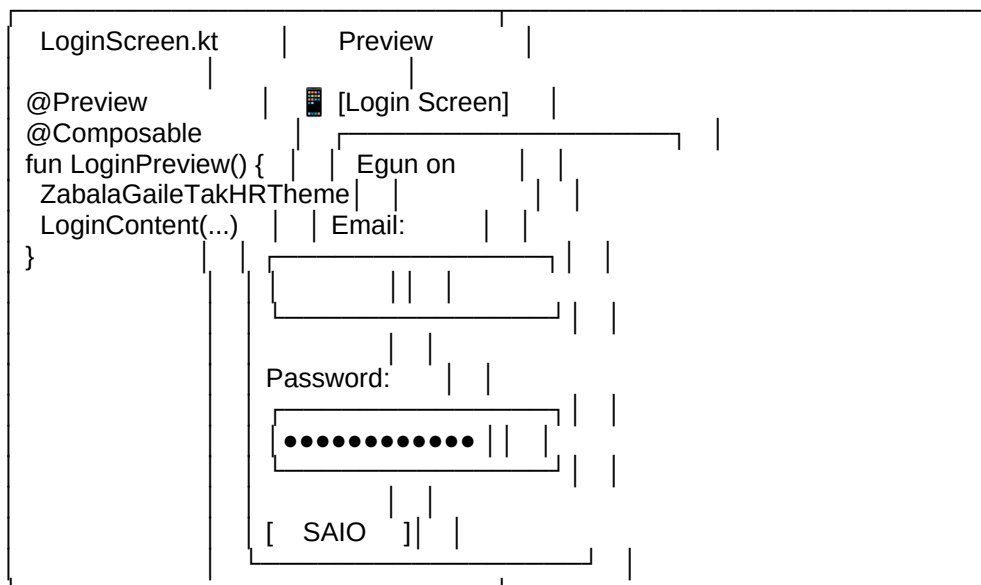 LoginScreen.kt Preview
@Preview [Login Screen]
@Composable
fun LoginPreview() { Egun on
ZabalaGaileTakHRTheme
LoginContent(...) Email:
}
Password:
●●●●●●●●●●●●
[ SAIO ]